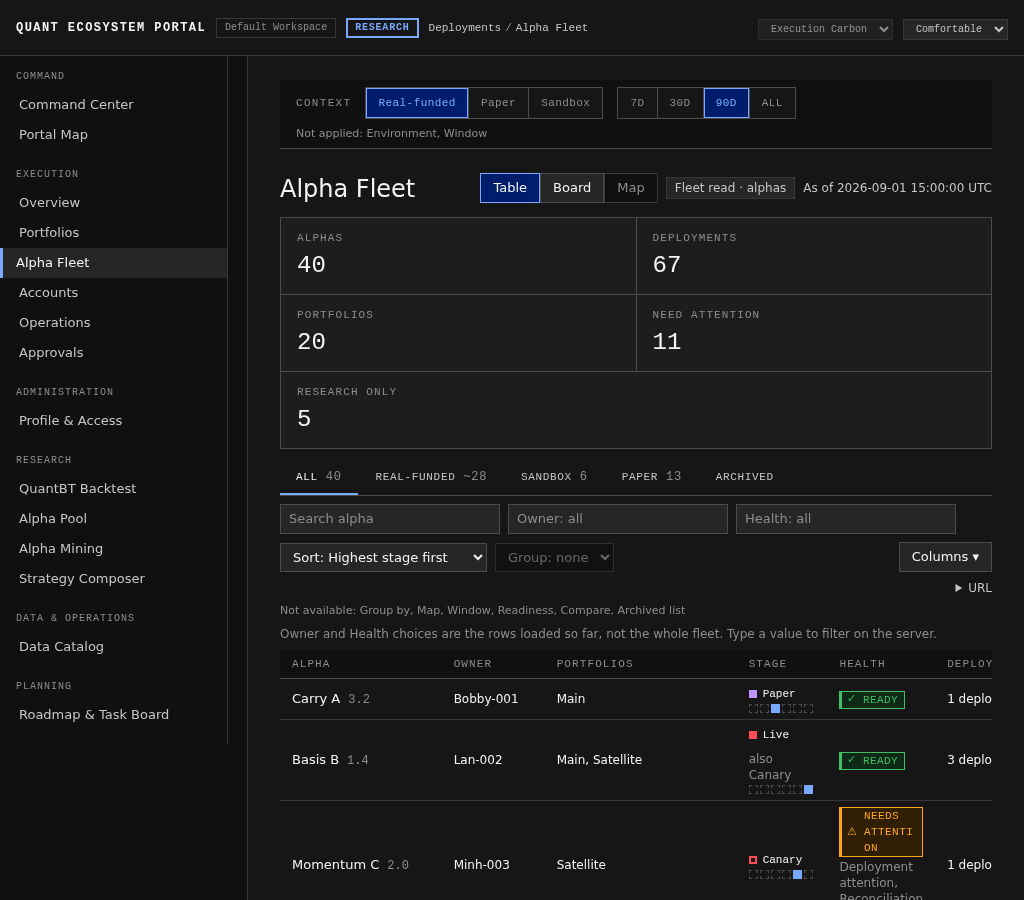 QUANT ECOSYSTEM PORTAL Default Workspace RESEARCH Deployments / Alpha Fleet Execution Carbon Comfortable
COMMAND
Command Center
Portal Map
EXECUTION
Overview
Portfolios
Alpha Fleet
Accounts
Operations
Approvals
ADMINISTRATION
Profile & Access
RESEARCH
QuantBT Backtest
Alpha Pool
Alpha Mining
Strategy Composer
DATA & OPERATIONS
Data Catalog
PLANNING
Roadmap & Task Board
CONTEXT Real-funded Paper Sandbox 7D 30D 90D ALL
Not applied: Environment, Window
Alpha Fleet Table Board Map Fleet read · alphas As of 2026-09-01 15:00:00 UTC
ALPHAS DEPLOYMENTS
40 67
PORTFOLIOS NEED ATTENTION
20 11
RESEARCH ONLY
5
ALL 40 REAL-FUNDED ~28 SANDBOX 6 PAPER 13 ARCHIVED
Search alpha Owner: all Health: all
Sort: Highest stage first Group: none Columns ▾
▶ URL
Not available: Group by, Map, Window, Readiness, Compare, Archived list
Owner and Health choices are the rows loaded so far, not the whole fleet. Type a value to filter on the server.
ALPHA OWNER PORTFOLIOS STAGE HEALTH DEPLOY
Carry A 3.2 Bobby-001 Main Paper ✓ READY 1 deplo
Basis B 1.4 Lan-002 Main, Satellite Live ✓ READY 3 deplo
also
Canary
Momentum C 2.0 Minh-003 Satellite Canary ⚠ NEEDS 1 deplo
ATTENTI
ON
Deployment
attention,
Reconciliation